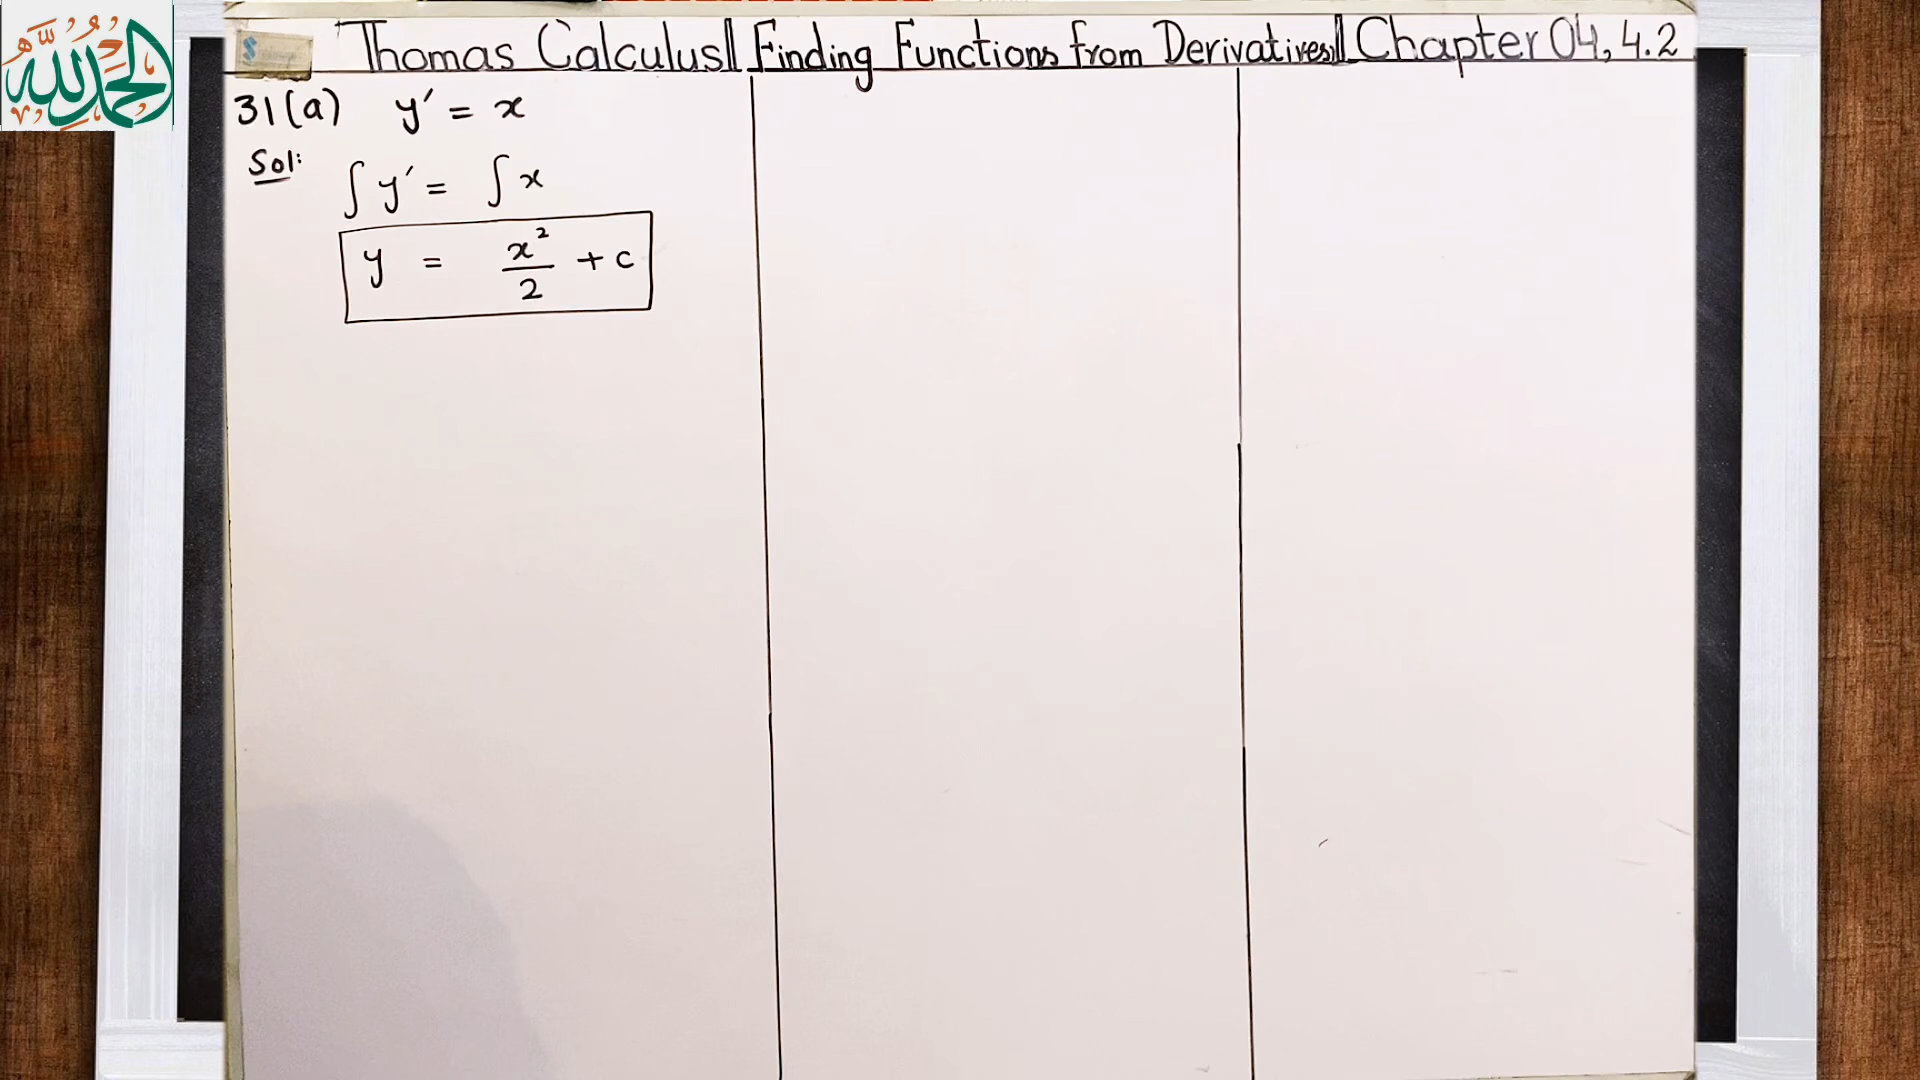 الحمد لله
Thomas Calculus|| Finding Functions from Derivatives|| Chapter 04, 4.2
31(a) y′ = x
Sol:
∫ y′ = ∫ x
y = x²/2 + c